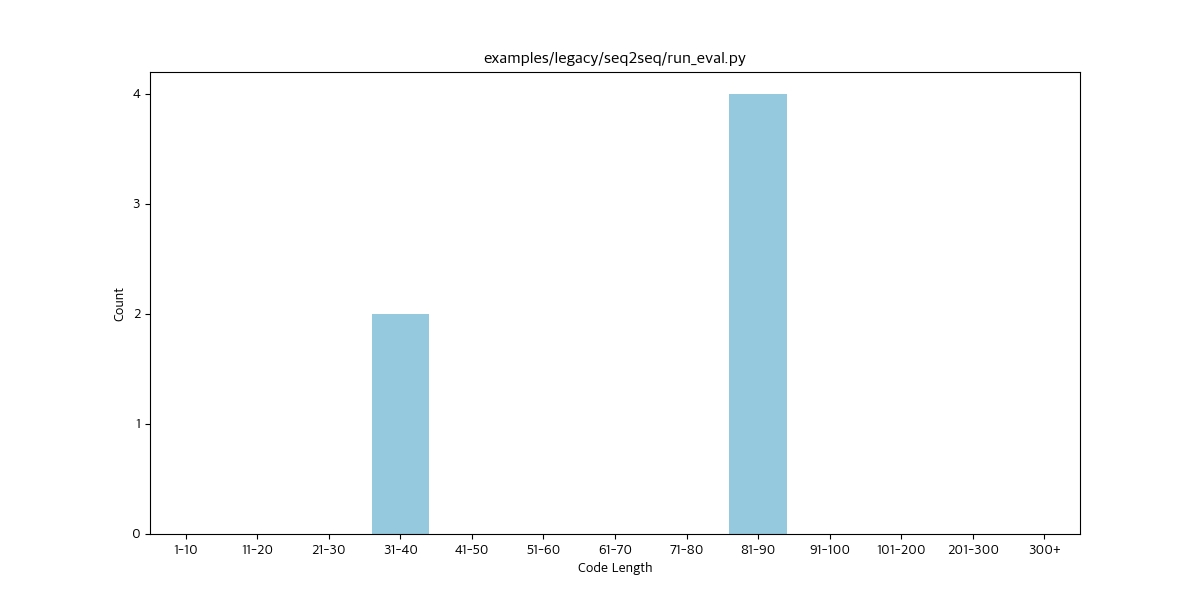 examples/legacy/seq2seq/run_eval.py
4
3
2
1
0
Count
1-10 11-20 21-30 31-40 41-50 51-60 61-70 71-80 81-90 91-100 101-200 201-300 300+
Code Length